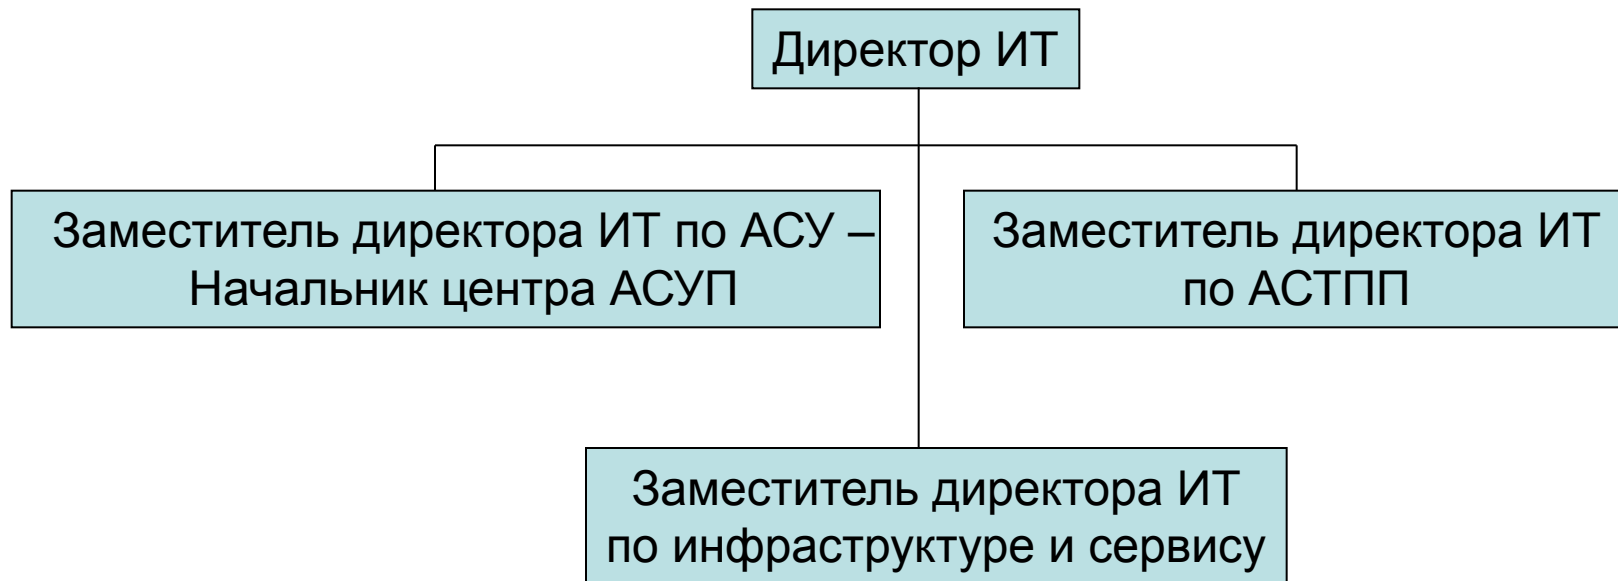 Директор ИТ
Заместитель директора ИТ по АСУ –
Начальник центра АСУП
Заместитель директора ИТ
по АСТПП
Заместитель директора ИТ
по инфраструктуре и сервису